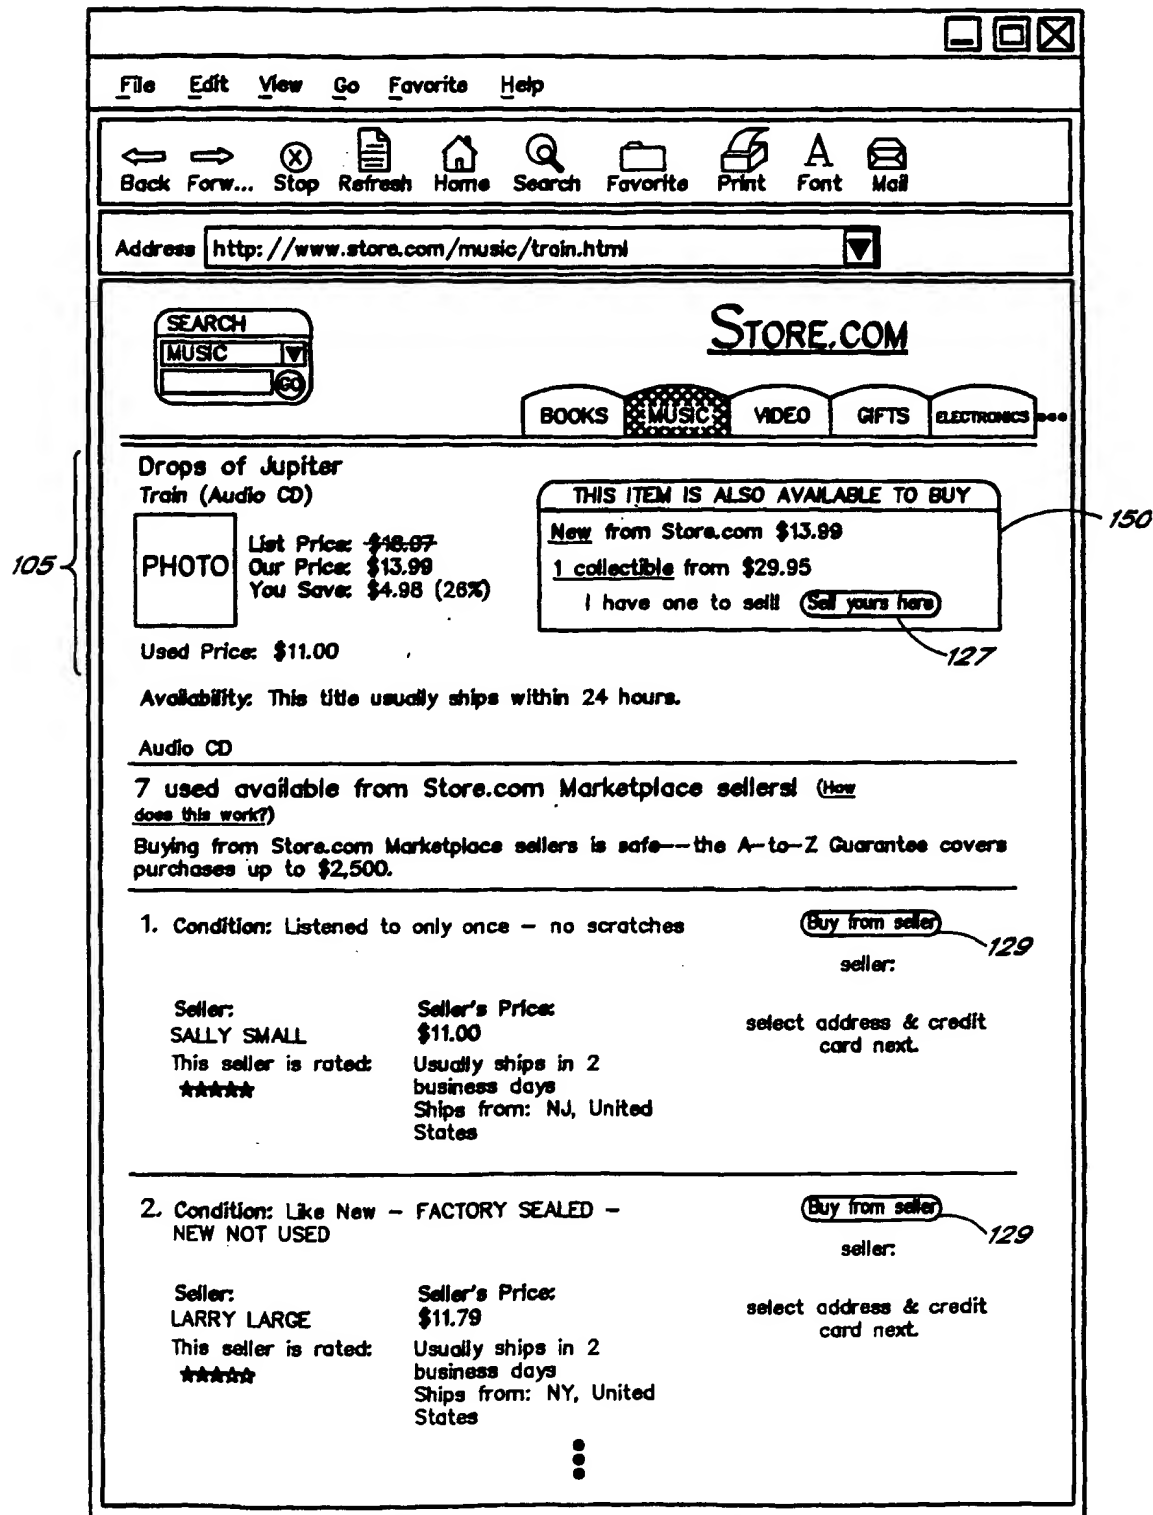 File Edit View Go Favorite Help
Back Forw... Stop Refresh Home Search Favorite Print Font Mail
Address http://www.store.com/music/train.html
SEARCH
MUSIC
GO
STORE.COM
BOOKS MUSIC VIDEO GIFTS ELECTRONICS
Drops of Jupiter
Train (Audio CD)
PHOTO
List Price:
Our Price: $13.99
You Save: $4.98 (26%)
Used Price: $11.00
105
THIS ITEM IS ALSO AVAILABLE TO BUY
New from Store.com $13.99
1 collectible from $29.95
I have one to sell! Sell yours here
150
127
Availability: This title usually ships within 24 hours.
Audio CD
7 used available from Store.com Marketplace sellers! (How
does this work?)
Buying from Store.com Marketplace sellers is safe--the A-to-Z Guarantee covers
purchases up to $2,500.
1. Condition: Listened to only once - no scratches
Buy from seller
129
seller:
Seller:
SALLY SMALL
This seller is rated:
★★★★★
Seller's Price:
$11.00
Usually ships in 2
business days
Ships from: NJ, United
States
select address & credit
card next.
2. Condition: Like New - FACTORY SEALED -
NEW NOT USED
Buy from seller
129
seller:
Seller:
LARRY LARGE
This seller is rated:
★★★★★
Seller's Price:
$11.79
Usually ships in 2
business days
Ships from: NY, United
States
select address & credit
card next.